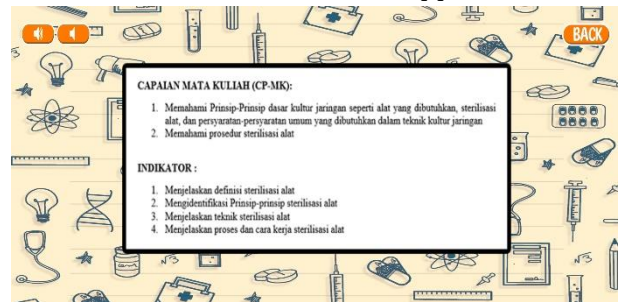 BACK
CAPAIAN MATA KULIAH (CP-MK):
1. Memahami Prinsip-Prinsip dasar kultur jaringan seperti alat yang dibutuhkan, sterilisasi
alat, dan persyaratan-persyaratan umum yang dibutuhkan dalam teknik kultur jaringan
2. Memahami prosedur sterilisasi alat
INDIKATOR :
1. Menjelaskan definisi sterilisasi alat
2. Mengidentifikasi Prinsip-prinsip sterilisasi alat
3. Menjelaskan teknik sterilisasi alat
4. Menjelaskan proses dan cara kerja sterilisasi alat